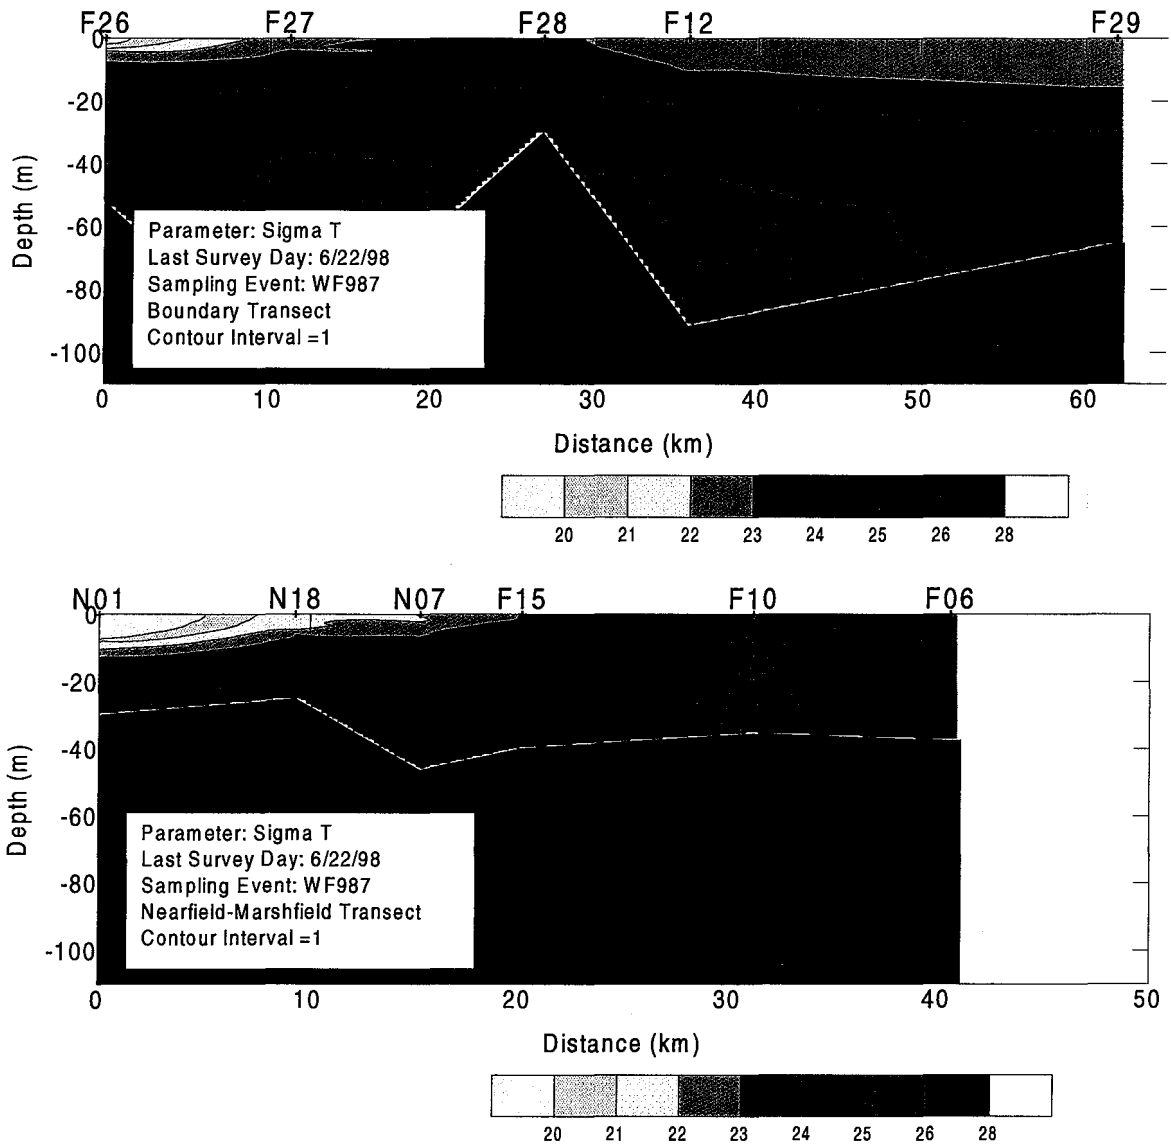 F26 F27 F28 F12 F29
0
-20
-40
-60
-80
-100
Depth (m)
Parameter: Sigma T
Last Survey Day: 6/22/98
Sampling Event: WF987
Boundary Transect
Contour Interval =1
0 10 20 30 40 50 60
Distance (km)
20 21 22 23 24 25 26 28
N01 N18 N07 F15 F10 F06
0
-20
-40
-60
-80
-100
Depth (m)
Parameter: Sigma T
Last Survey Day: 6/22/98
Sampling Event: WF987
Nearfield-Marshfield Transect
Contour Interval =1
0 10 20 30 40 50
Distance (km)
20 21 22 23 24 25 26 28